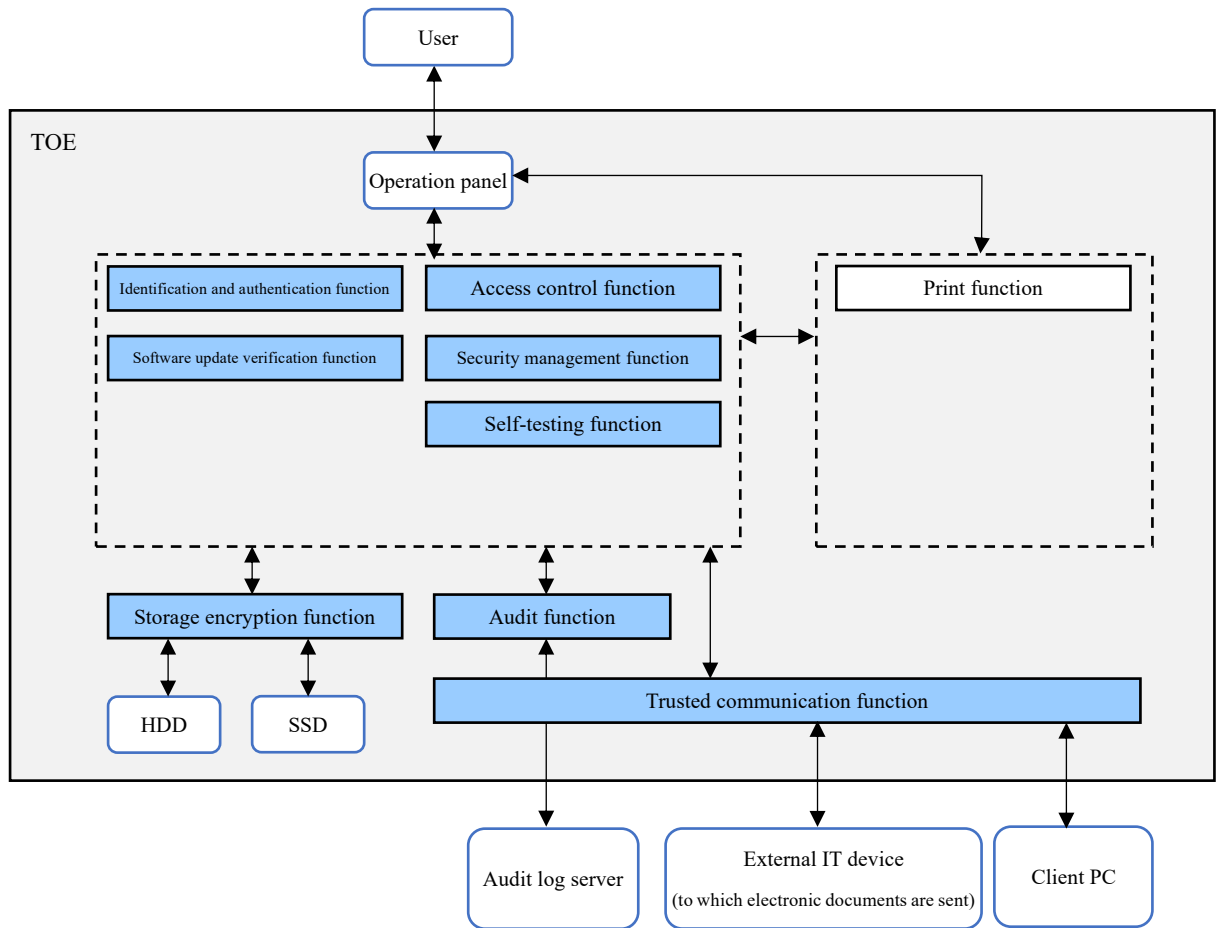 User
TOE
Operation panel
Identification and authentication function
Access control function
Print function
Software update verification function
Security management function
Self-testing function
Storage encryption function
Audit function
Trusted communication function
HDD
SSD
Audit log server
External IT device
(to which electronic documents are sent)
Client PC